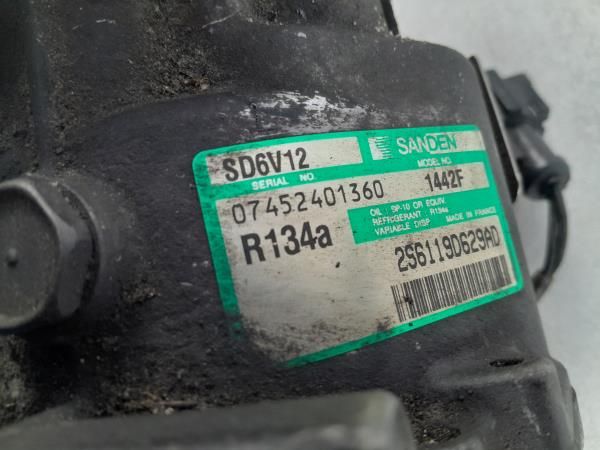 SD6V12 SANDEN
SERIAL NO. MODEL NO.
07452401360 1442F
R134a OIL : SP-10 OR EQUIV.
REFRIGERANT : R134a
VARIABLE DISP. MADE IN FRANCE
2S6119D629AD